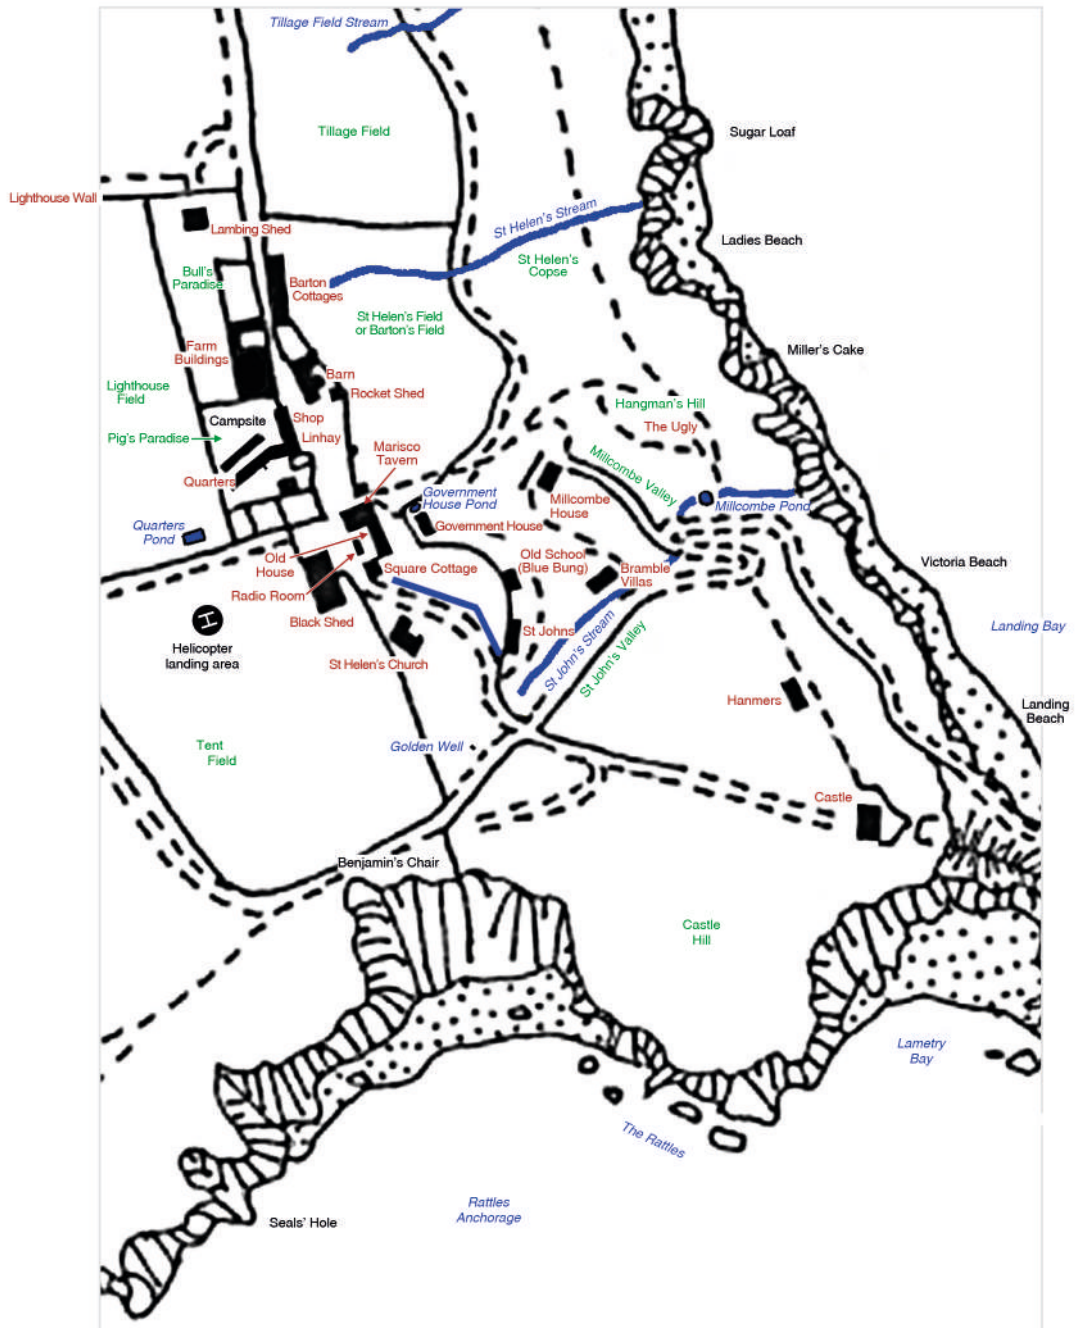 Tillage Field Stream
Tillage Field
Sugar Loaf
Lighthouse Wall
Lambing Shed
St Helen's Stream
Ladies Beach
Bull's
Paradise
St Helen's
Copse
Barton
Cottages
St Helen's Field
or Barton's Field
Farm
Buildings
Miller's Cake
Barn
Rocket Shed
Lighthouse
Field
Hangman's Hill
The Ugly
Campsite
Shop
Linhay
Pig's Paradise
Marisco
Tavern
Millcombe Valley
Quarters
Government
House Pond
Millcombe
House
Millcombe Pond
Quarters
Pond
Government House
Old
House
Old School
(Blue Bung)
Bramble
Villas
Victoria Beach
Square Cottage
Radio Room
Black Shed
St Johns
St John's Stream
St John's Valley
Landing Bay
H
Helicopter
landing area
St Helen's Church
Hanmers
Landing
Beach
Tent
Field
Golden Well
Castle
Benjamin's Chair
Castle
Hill
Lametry
Bay
The Rattles
Rattles
Anchorage
Seals' Hole